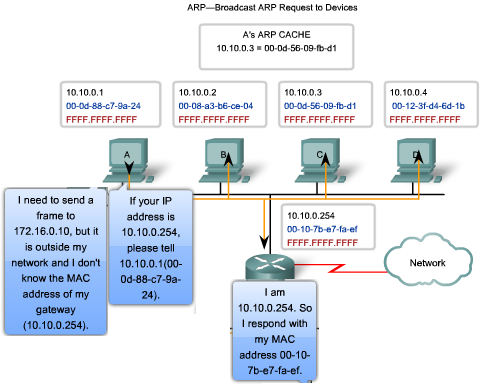 ARP—Broadcast ARP Request to Devices
A's ARP CACHE
10.10.0.3 = 00-0d-56-09-fb-d1
10.10.0.1
00-0d-88-c7-9a-24
FFFF.FFFF.FFFF
10.10.0.2
00-08-a3-b6-ce-04
FFFF.FFFF.FFFF
10.10.0.3
00-0d-56-09-fb-d1
FFFF.FFFF.FFFF
10.10.0.4
00-12-3f-d4-6d-1b
FFFF.FFFF.FFFF
A
B
C
D
I need to send a
frame to
172.16.0.10, but it
is outside my
network and I don't
know the MAC
address of my
gateway
(10.10.0.254).
If your IP
address is
10.10.0.254,
please tell
10.10.0.1(00-
0d-88-c7-9a-
24).
10.10.0.254
00-10-7b-e7-fa-ef
FFFF.FFFF.FFFF
Network
I am
10.10.0.254. So
I respond with
my MAC
address 00-10-
7b-e7-fa-ef.